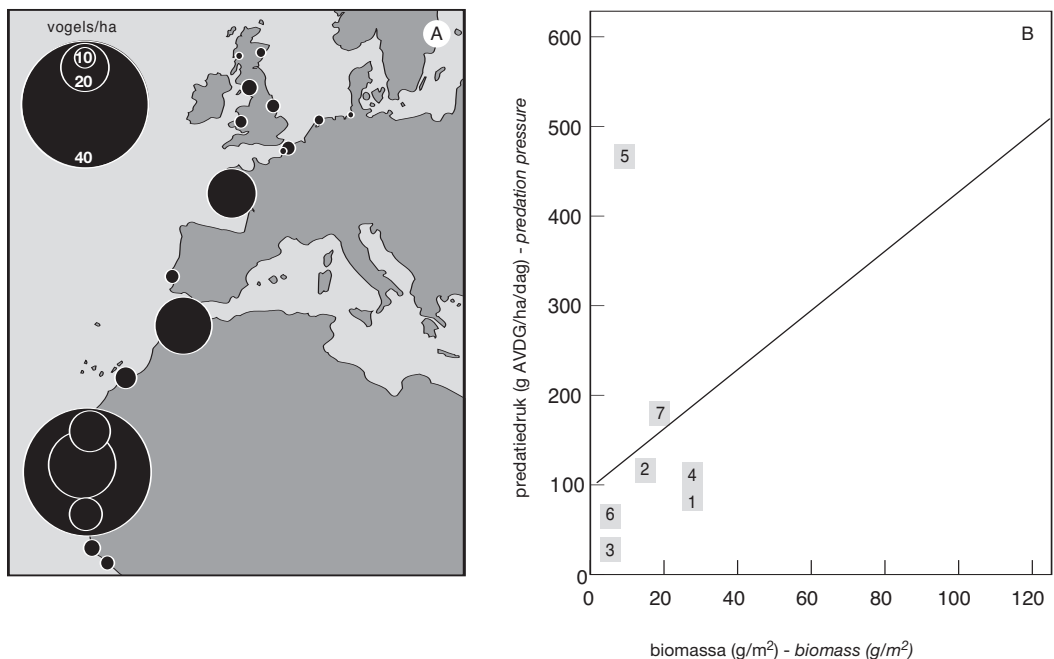 vogels/ha
10
20
40
A
B
predatiedruk (g AVDG/ha/dag) - predation pressure
600
500
400
300
200
100
0
5
7
2
4
1
6
3
0 20 40 60 80 100 120
biomassa (g/m²) - biomass (g/m²)